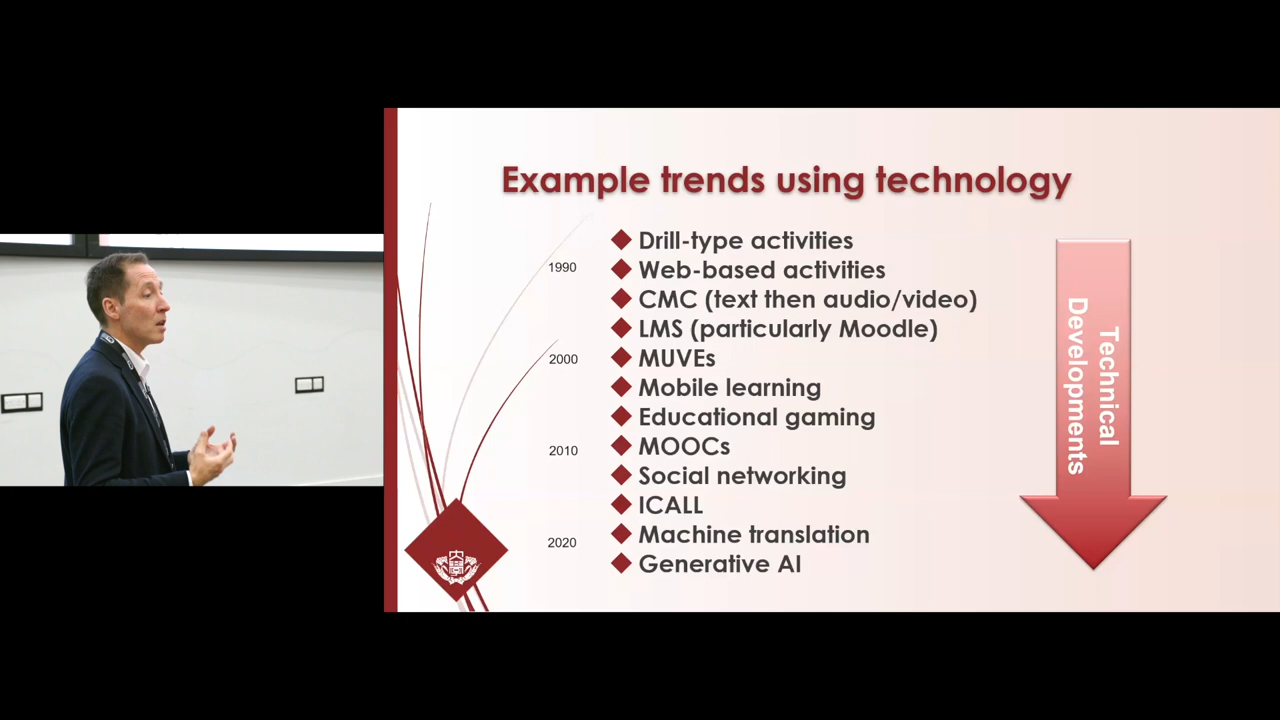 Example trends using technology
Drill-type activities
1990
Web-based activities
CMC (text then audio/video)
LMS (particularly Moodle)
2000
MUVEs
Mobile learning
Educational gaming
2010
MOOCs
Social networking
ICALL
2020
Machine translation
Generative AI
Technical
Developments